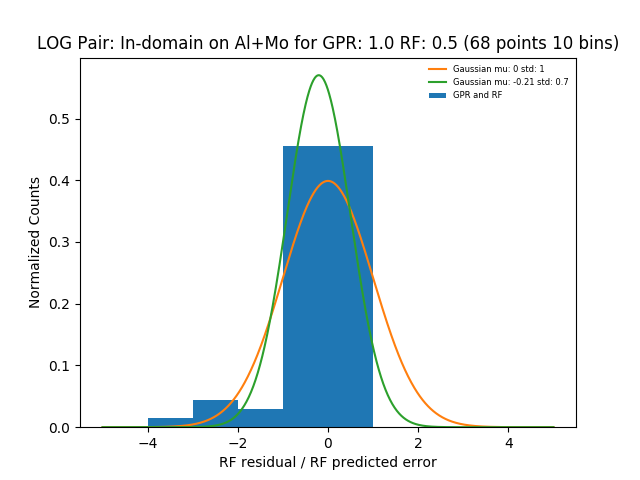 LOG Pair: In-domain on Al+Mo for GPR: 1.0 RF: 0.5 (68 points 10 bins)
Gaussian mu: 0 std: 1
Gaussian mu: -0.21 std: 0.7
GPR and RF
Normalized Counts
0.5
0.4
0.3
0.2
0.1
0.0
−4 −2 0 2 4
RF residual / RF predicted error